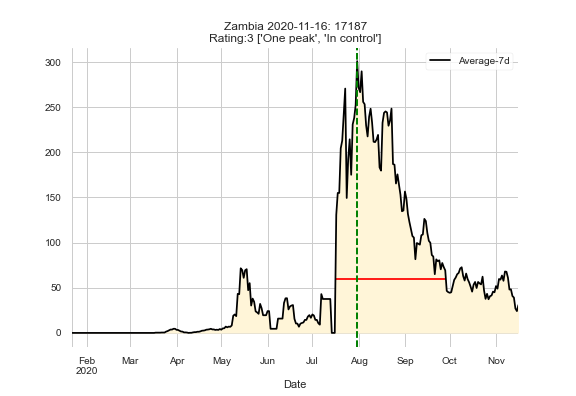 Zambia 2020-11-16: 17187
Rating:3 ['One peak', 'In control']
Average-7d
300
250
200
150
100
50
0
Feb Mar Apr May Jun Jul Aug Sep Oct Nov
2020
Date